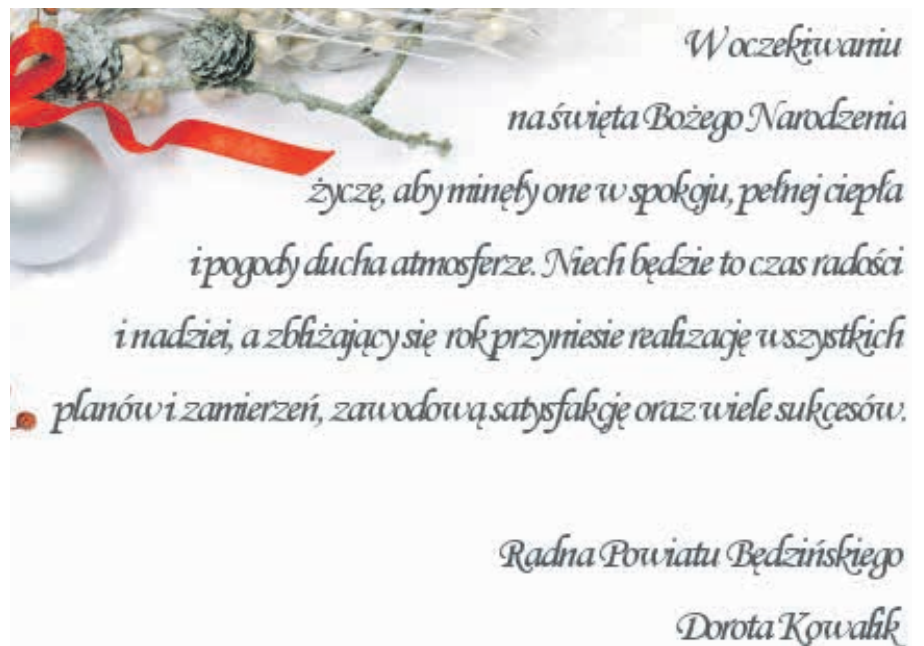 W oczekiwaniu
na święta Bożego Narodzenia
życzę, aby minęły one w spokoju, pełnej ciepła
i pogody ducha atmosferze. Niech będzie to czas radości
i nadziei, a zbliżający się rok przyniesie realizację wszystkich
planów i zamierzeń, zawodową satysfakcję oraz wiele sukcesów.
Radna Powiatu Będzińskiego
Dorota Kowalik